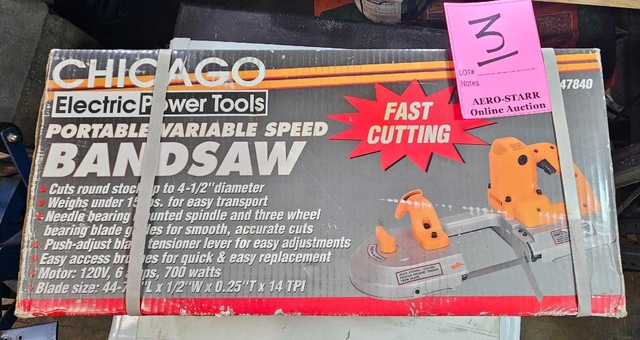 CHICAGO
Electric Power Tools
PORTABLE VARIABLE SPEED
BANDSAW
FAST
CUTTING
47840
LOT#
Notes
AERO-STARR
Online Auction
Cuts round stock up to 4-1/2" diameter
Weighs under lbs. for easy transport
Needle bearing mounted spindle and three wheel
bearing blade guides for smooth, accurate cuts
Push-adjust blade tensioner lever for easy adjustments
Easy access brushes for quick & easy replacement
Motor: 120V, 6 amps, 700 watts
Blade size: L x 1/2"W x 0.25"T x 14 TPI